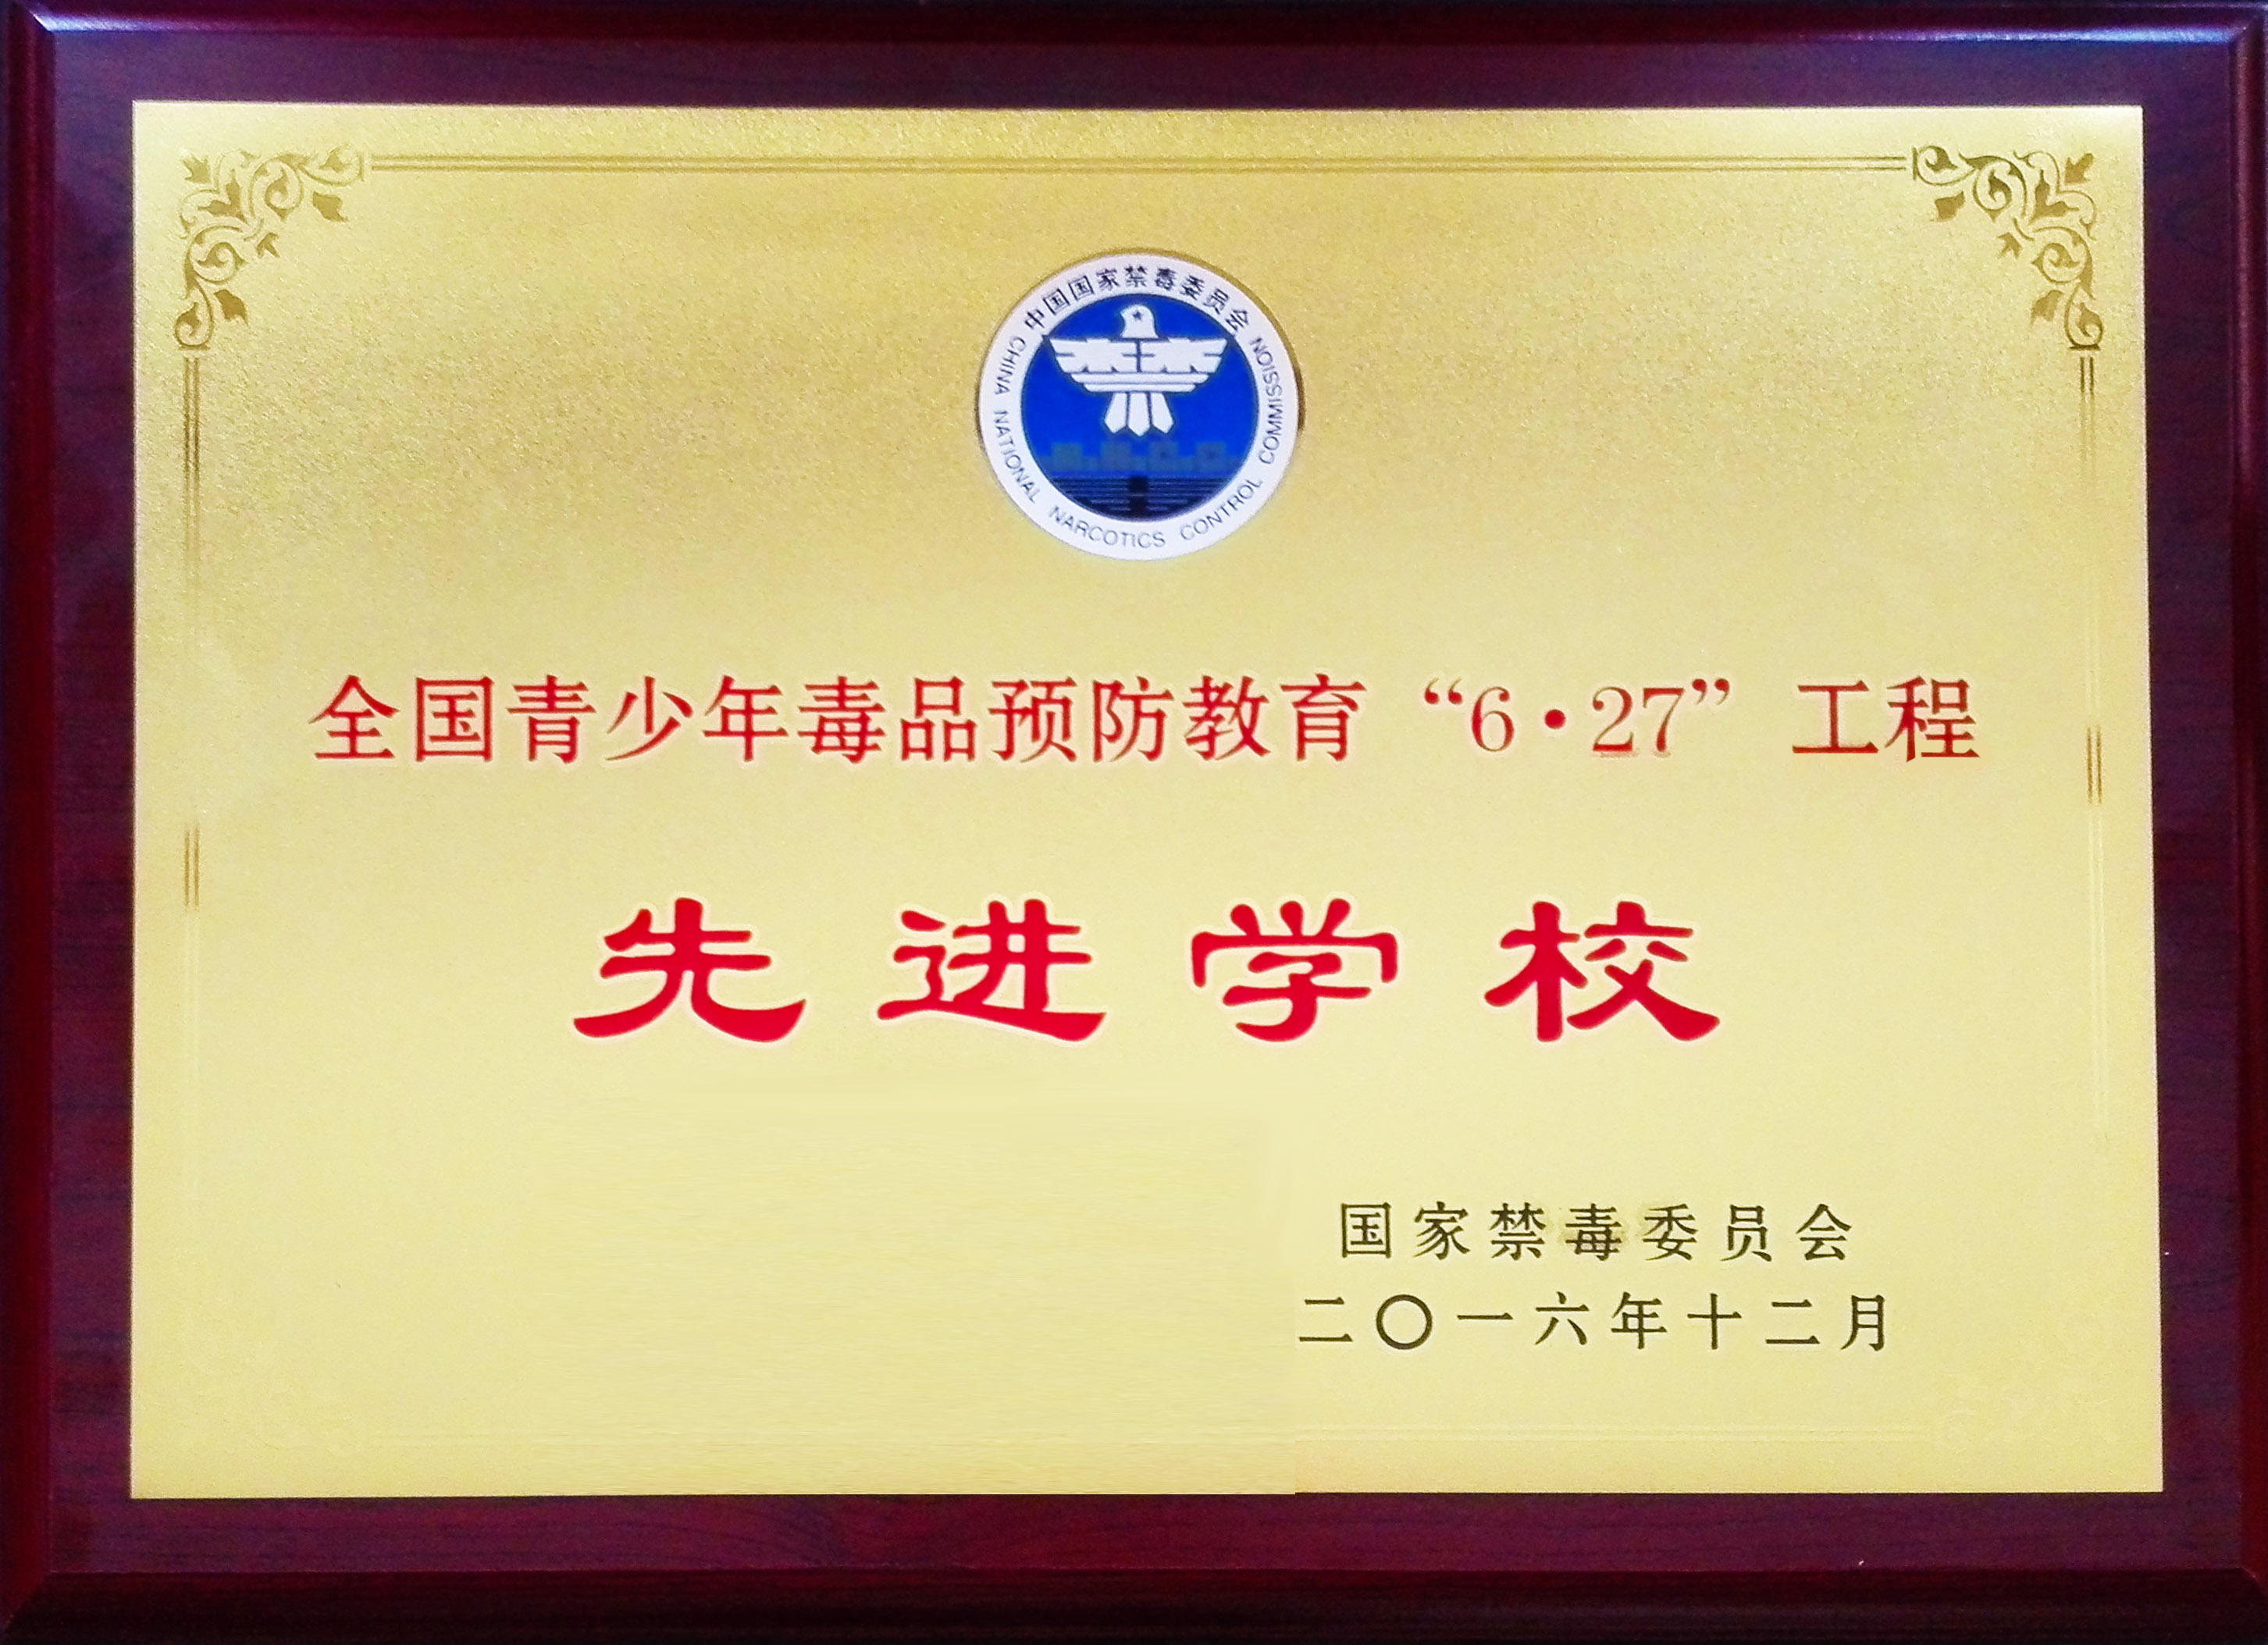 中国国家禁毒委员会
CHINA NATIONAL NARCOTICS CONTROL COMMISSION
全国青少年毒品预防教育“6·27”工程
先进学校
国家禁毒委员会
二〇一六年十二月